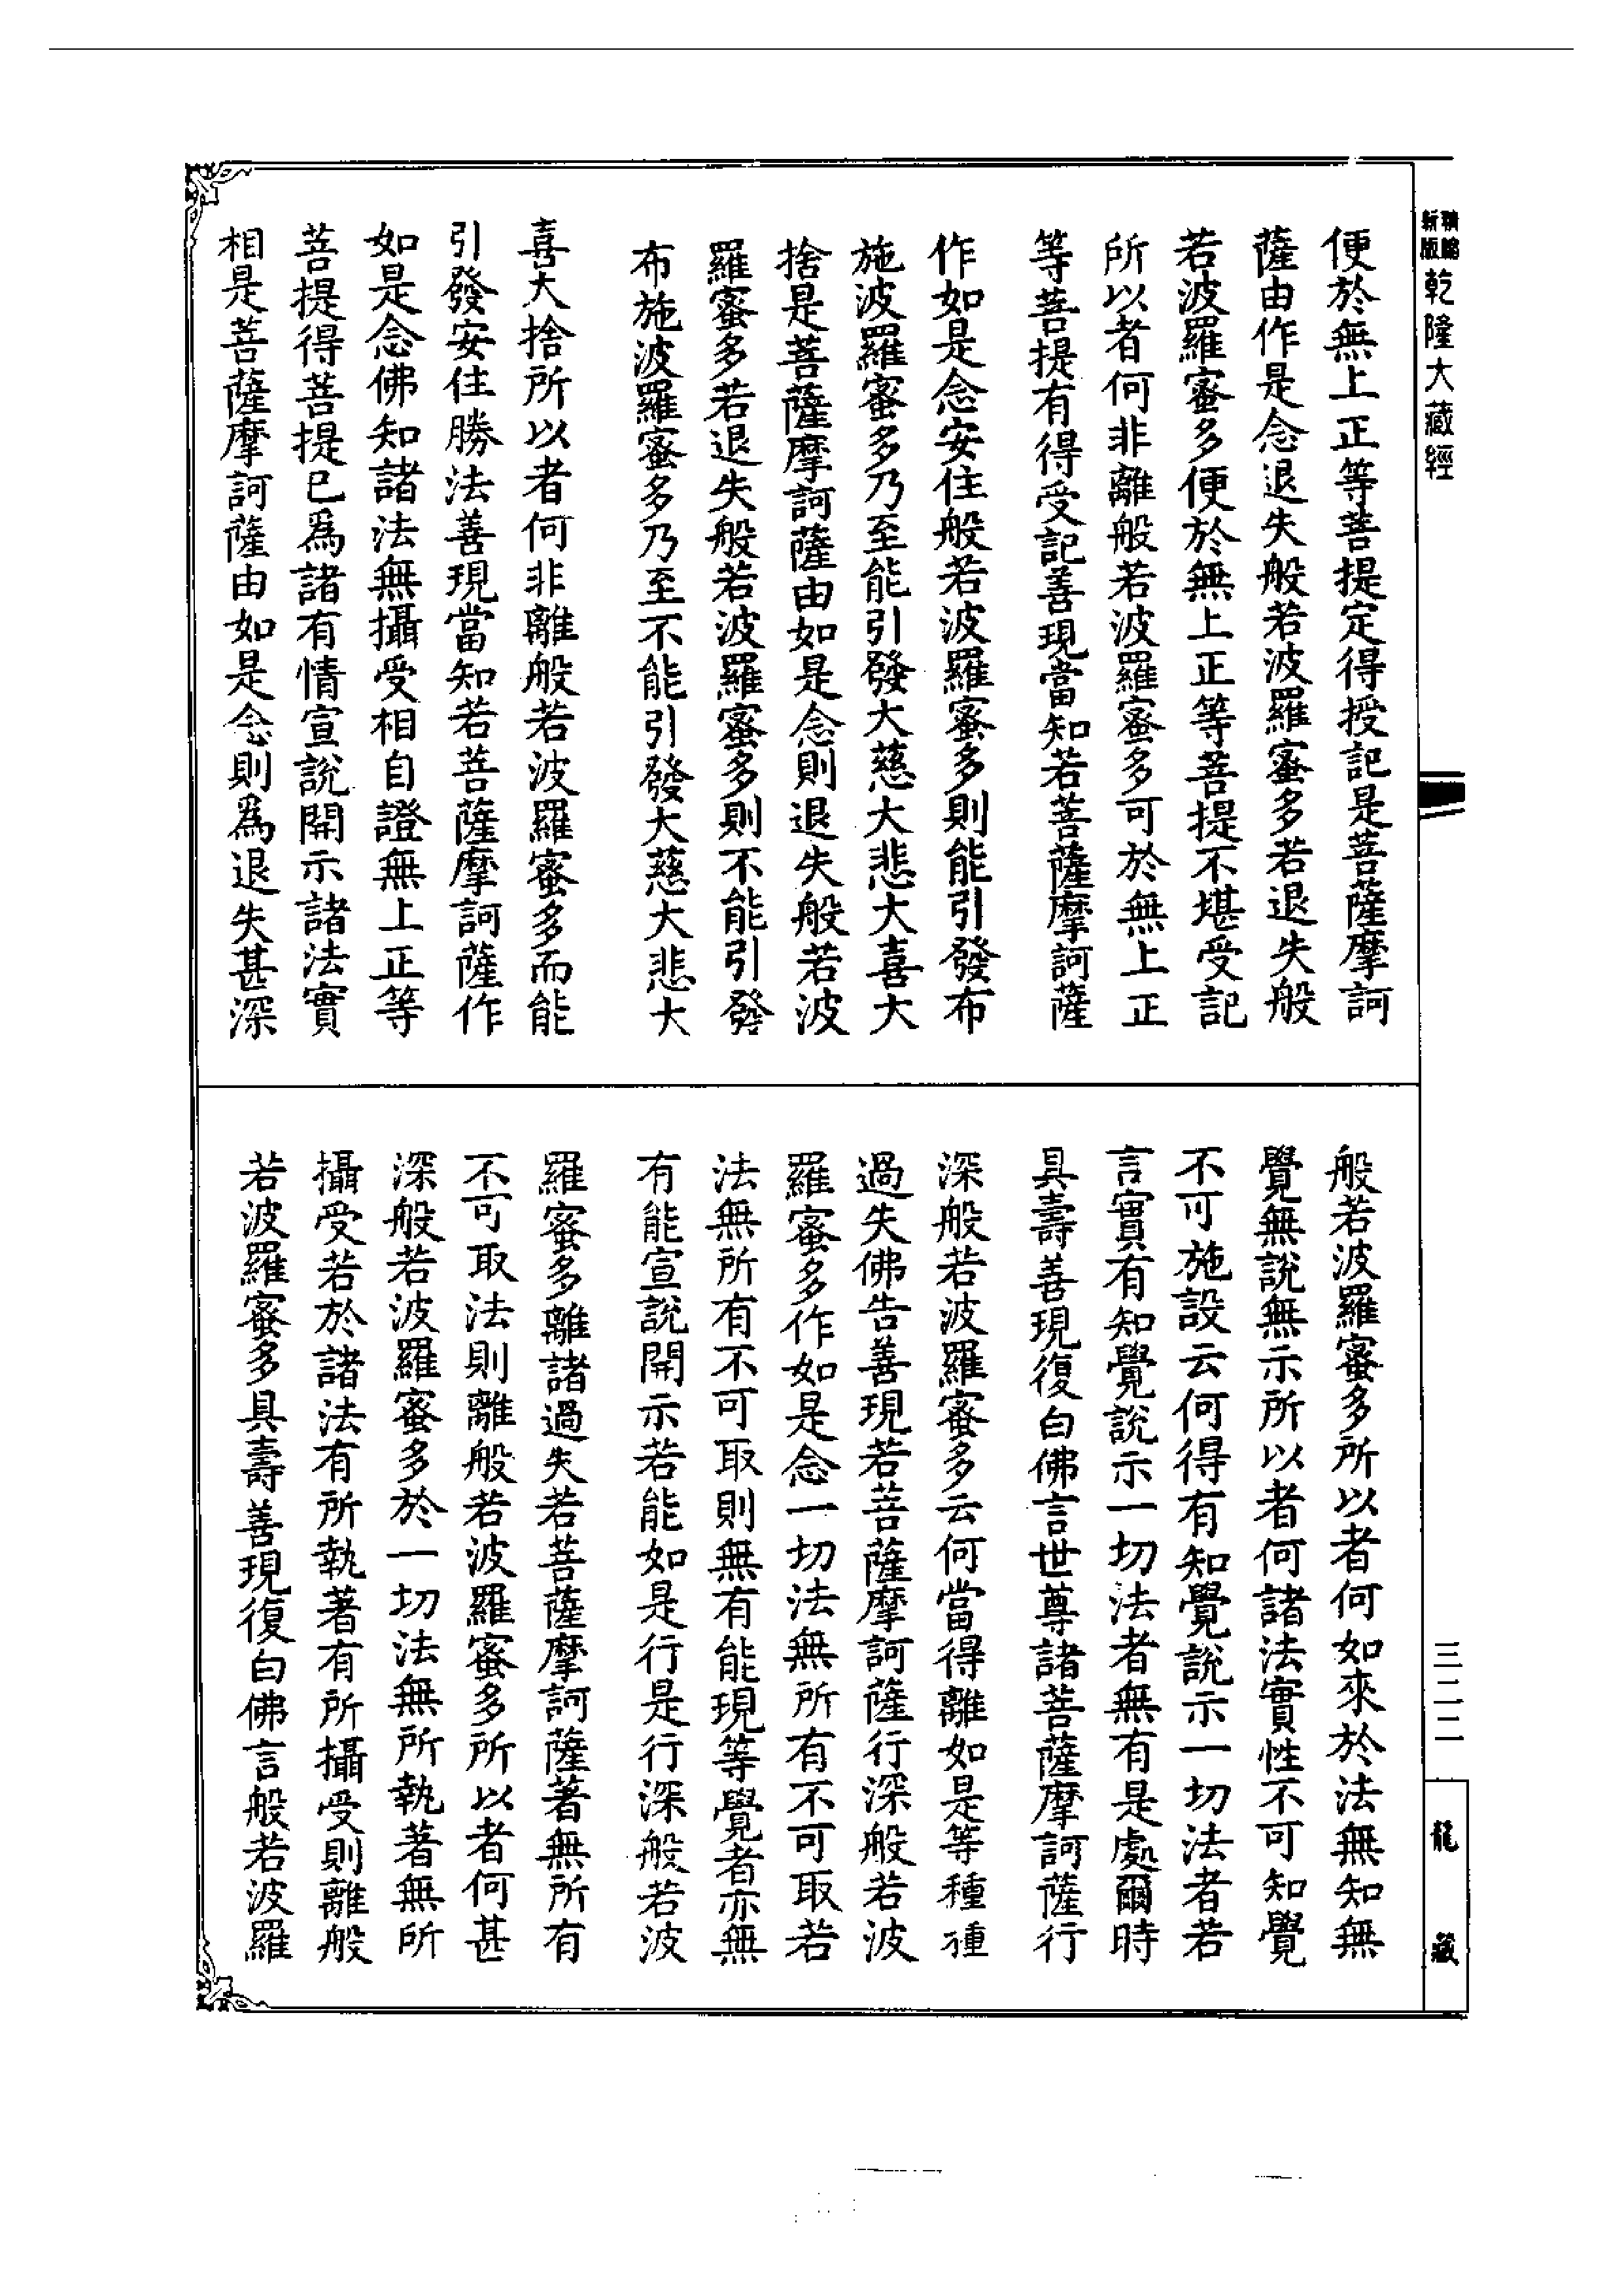 新版精縮乾隆大藏經
便於無上正等菩提定得授記是菩薩摩訶
薩由作是念退失般若波羅蜜多若退失般
若波羅蜜多便於無上正等菩提不堪受記
所以者何非離般若波羅蜜多可於無上正
等菩提有得受記善現當知若菩薩摩訶薩
作如是念安住般若波羅蜜多則能引發布
施波羅蜜多乃至能引發大慈大悲大喜大
捨是菩薩摩訶薩由如是念則退失般若波
羅蜜多若退失般若波羅蜜多則不能引發
布施波羅蜜多乃至不能引發大慈大悲大
喜大捨所以者何非離般若波羅蜜多而能
引發安住勝法善現當知若菩薩摩訶薩作
如是念佛知諸法無攝受相自證無上正等
菩提得菩提已爲諸有情宣說開示諸法實
相是菩薩摩訶薩由如是念則爲退失甚深
般若波羅蜜多所以者何如來於法無知無
覺無說無示所以者何諸法實性不可知覺
不可施設云何得有知覺說示一切法者若
言實有知覺說示一切法者無有是處爾時
具壽善現復白佛言世尊諸菩薩摩訶薩行
深般若波羅蜜多云何當得離如是等種種
過失佛告善現若菩薩摩訶薩行深般若波
羅蜜多作如是念一切法無所有不可取若
法無所有不可取則無有能現等覺者亦無
有能宣說開示若能如是行是行深般若波
羅蜜多離諸過失若菩薩摩訶薩著無所有
不可取法則離般若波羅蜜多所以者何甚
深般若波羅蜜多於一切法無所執著無所
攝受若於諸法有所執著有所攝受則離般
若波羅蜜多具壽善現復白佛言般若波羅
三二二
龍藏